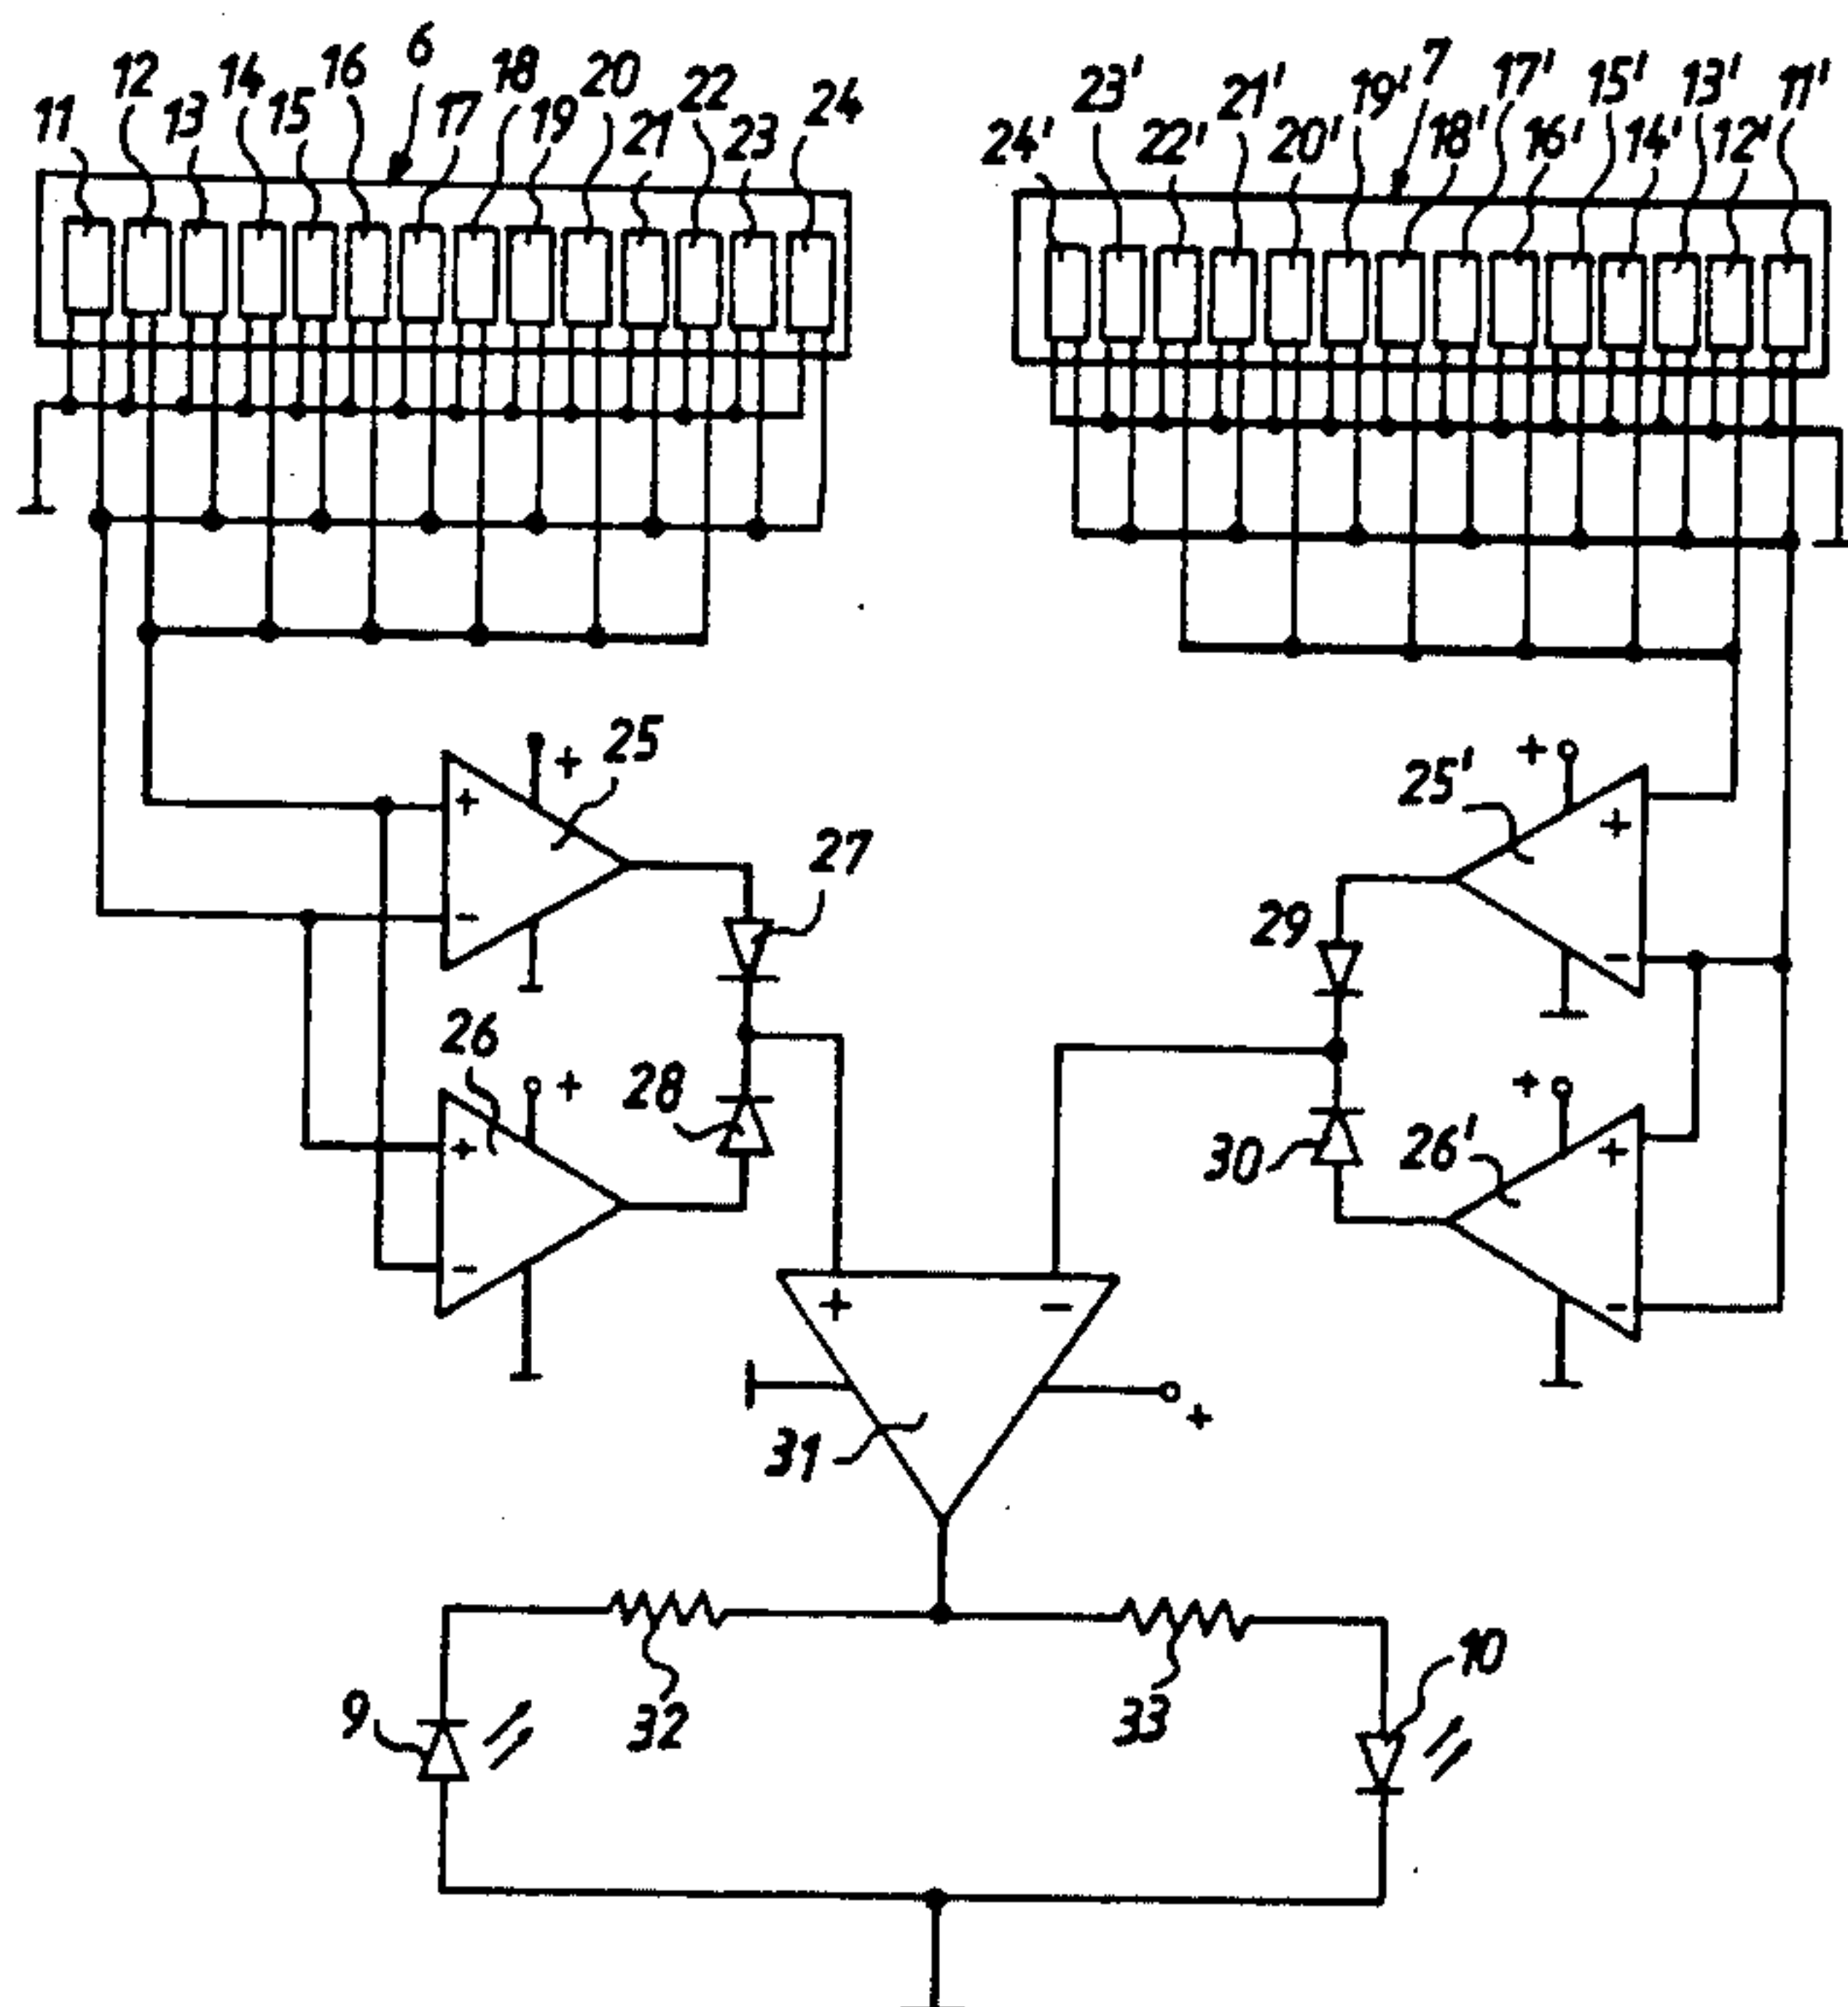 6 7
12 14 16 18 20 22 24
11 13 15 17 19 21 23
23' 21' 19' 17' 15' 13' 11'
24' 22' 20' 18' 16' 14' 12'
+ 25 25' +
+ +
27
- 29 -
26 + 28 + 26'
+ 30 +
- -
+ -
31 +
10
9 32 33